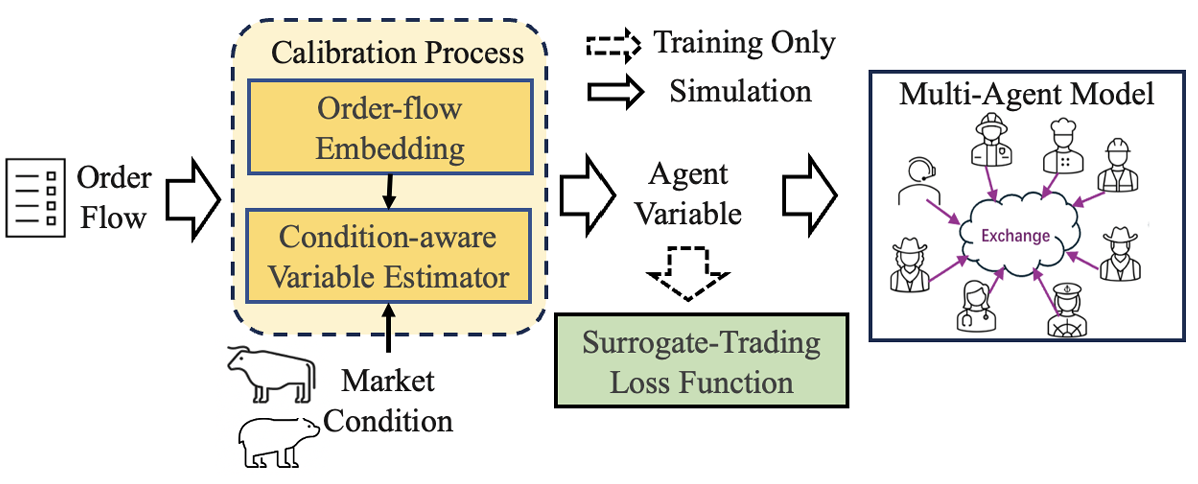 Order
Flow
Calibration Process
Order-flow
Embedding
Condition-aware
Variable Estimator
Market
Condition
Training Only
Simulation
Agent
Variable
Surrogate-Trading
Loss Function
Multi-Agent Model
Exchange